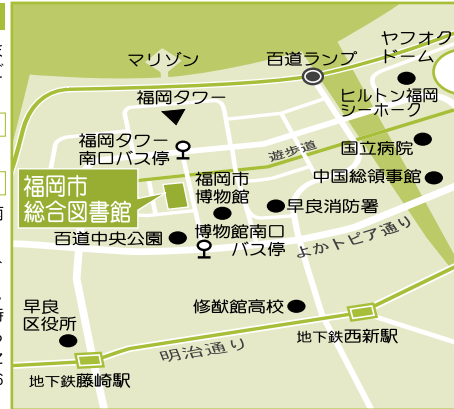 ヤフオク
ドーム
マリゾン
百道ランプ
福岡タワー
ヒルトン福岡
シーホーク
福岡タワー
南口バス停
遊歩道
国立病院
福岡市
総合図書館
福岡市
博物館
中国総領事館
早良消防署
百道中央公園
博物館南口
バス停
よかトピア通り
早良
区役所
修猷館高校
地下鉄西新駅
明治通り
地下鉄藤崎駅